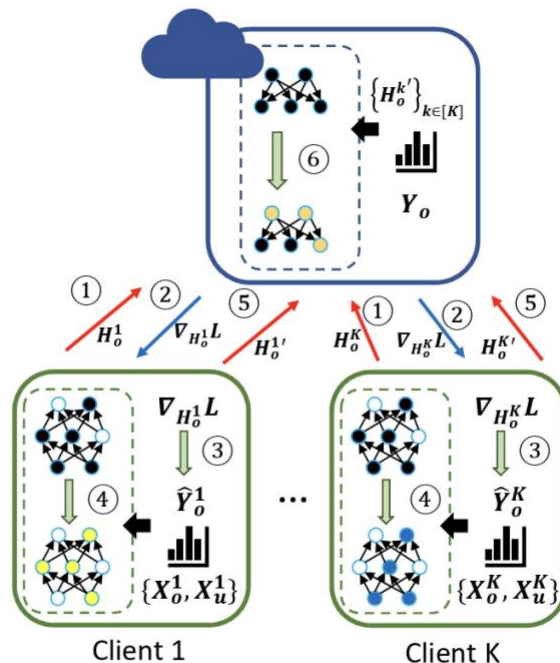 {H_o^{k'}}_{k∈[K]}
⑥
Y_o
① ② ⑤ ① ② ⑤
H_o^1 ∇_{H_o^1}L H_o^{1'} H_o^K ∇_{H_o^K}L H_o^{K'}
∇_{H_o^1}L ∇_{H_o^K}L
③ ③
④ Ŷ_o^1 ... ④ Ŷ_o^K
{X_o^1, X_u^1} {X_o^K, X_u^K}
Client 1 Client K